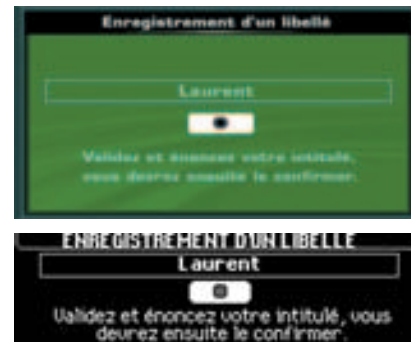 Enregistrement d'un libellé
Laurent
Validez et énoncez votre intitulé,
vous devrez ensuite le confirmer.
ENREGISTREMENT D'UN LIBELLE
Laurent
Validez et énoncez votre intitulé, vous
devrez ensuite le confirmer.